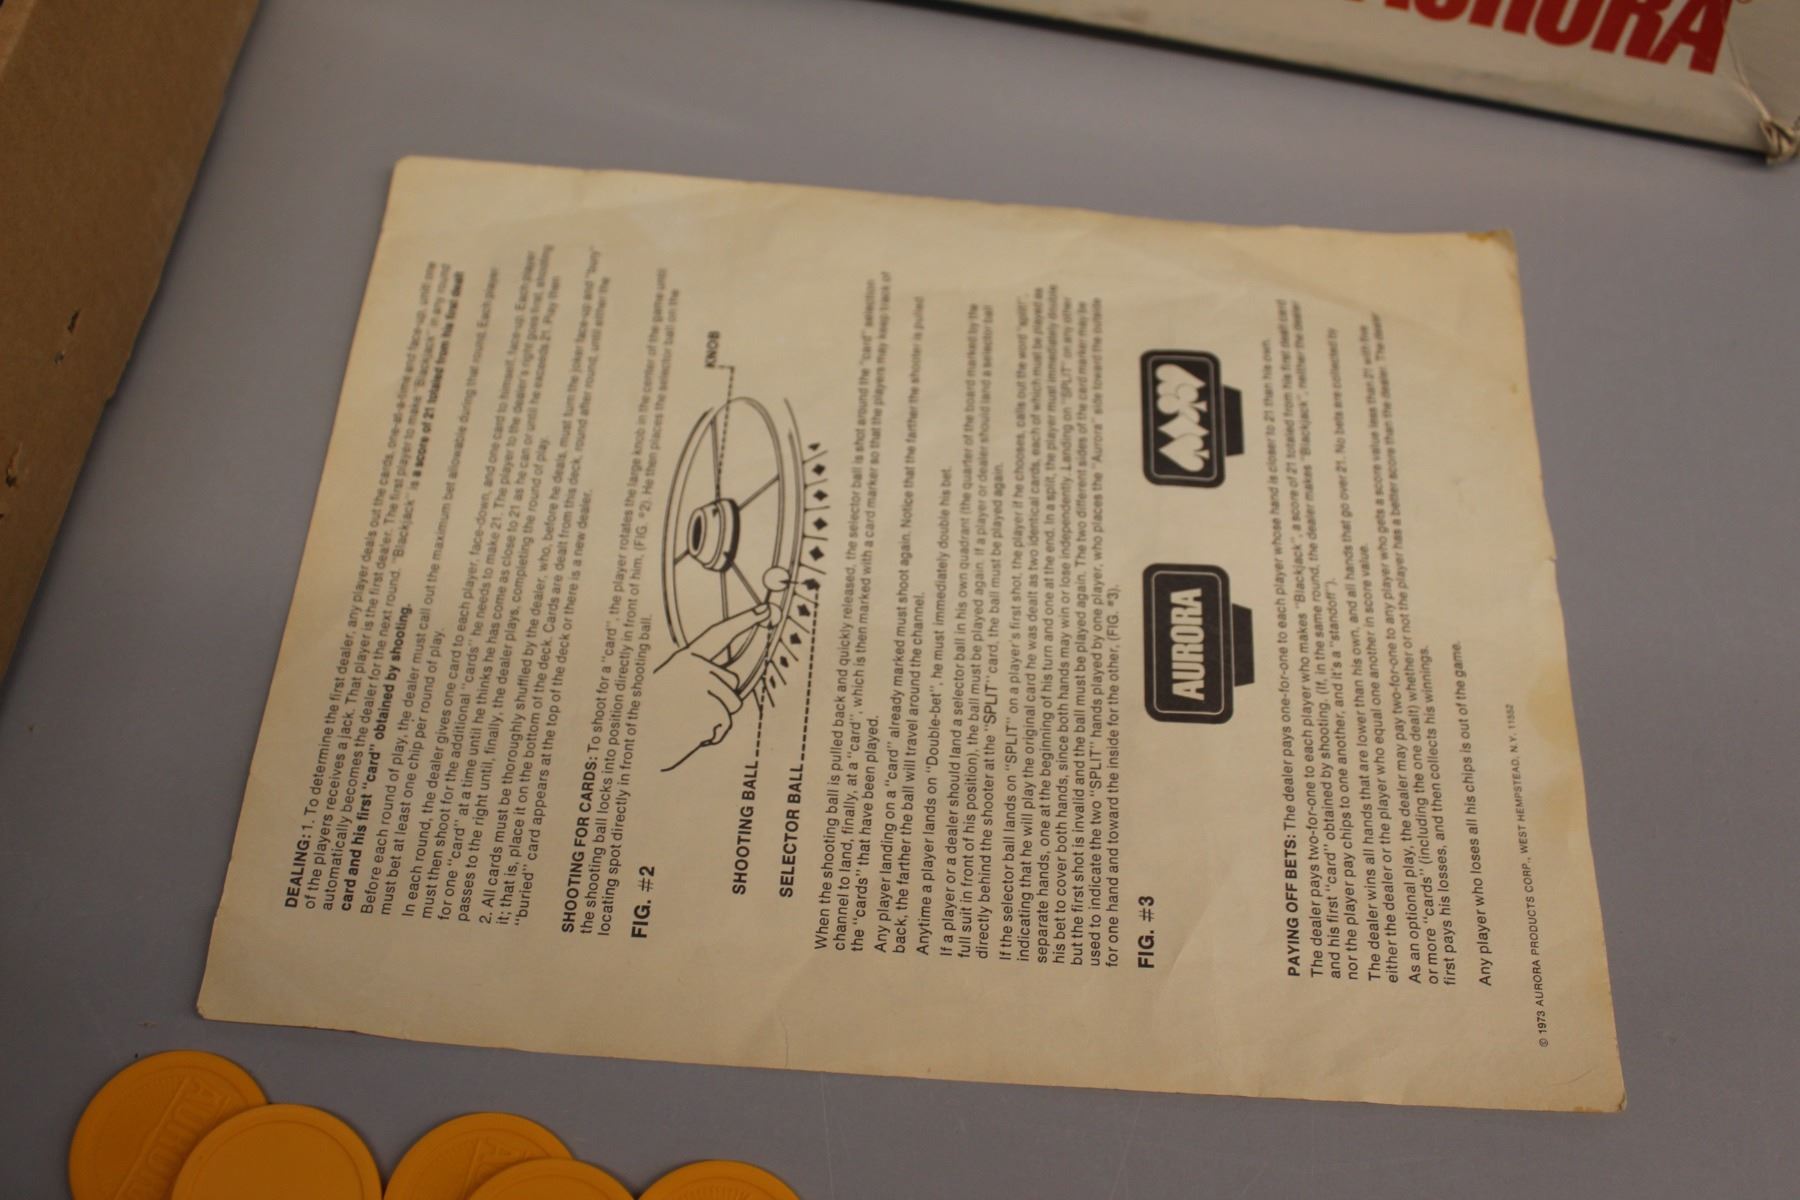 AURORA
DEALING: 1. To determine the first dealer, any player deals out the cards, one-at-a-time and face-up, until one
of the players receives a jack. That player is the first dealer. The first player to make "Blackjack" in any round
automatically becomes the dealer for the next round. "Blackjack" is a score of 21 totaled from his first dealt
card and his first "card" obtained by shooting.
Before each round of play, the dealer must call out the maximum bet allowable during that round. Each player
must bet at least one chip per round of play.
In each round, the dealer gives one card to each player, face-down, and one card to himself, face-up. Each player
must then shoot for the additional "cards" he needs to make 21. The player to the dealer's right goes first, shooting
for one "card" at a time until he thinks he has come as close to 21 as he can or until he exceeds 21. Play then
passes to the right until, finally, the dealer plays, completing the round of play.
2. All cards must be thoroughly shuffled by the dealer, who, before he deals, must turn the joker face-up and "bury"
it; that is, place it on the bottom of the deck. Cards are dealt from this deck, round after round, until either the
"buried" card appears at the top of the deck or there is a new dealer.
SHOOTING FOR CARDS: To shoot for a "card", the player rotates the large knob in the center of the game until
the shooting ball locks into position directly in front of him, (FIG. #2). He then places the selector ball on the
locating spot directly in front of the shooting ball.
FIG. #2
KNOB
SHOOTING BALL
SELECTOR BALL
When the shooting ball is pulled back and quickly released, the selector ball is shot around the "card" selection
channel to land, finally, at a "card", which is then marked with a card marker so that the players may keep track of
the "cards" that have been played.
Any player landing on a "card" already marked must shoot again. Notice that the farther the shooter is pulled
back, the farther the ball will travel around the channel.
Anytime a player lands on "Double-bet", he must immediately double his bet.
If a player or a dealer should land a selector ball in his own quadrant (the quarter of the board marked by the
full suit in front of his position), the ball must be played again. If a player or dealer should land a selector ball
directly behind the shooter at the "SPLIT" card, the ball must be played again.
If the selector ball lands on "SPLIT" on a player's first shot, the player if he chooses, calls out the word "split",
indicating that he will play the original card he was dealt as two identical cards, each of which must be played as
separate hands, one at the beginning of his turn and one at the end. In a split, the player must immediately double
his bet to cover both hands, since both hands may win or lose independently. Landing on "SPLIT" on any other
but the first shot is invalid and the ball must be played again. The two different sides of the card marker may be
used to indicate the two "SPLIT" hands played by one player, who places the "Aurora" side toward the outside
for one hand and toward the inside for the other, (FIG. #3).
FIG. #3
AURORA
PAYING OFF BETS: The dealer pays one-for-one to each player whose hand is closer to 21 than his own.
The dealer pays two-for-one to each player who makes "Blackjack", a score of 21 totaled from his first dealt card
and his first "card" obtained by shooting. (If, in the same round, the dealer makes "Blackjack", neither the dealer
nor the player pay chips to one another, and it's a "standoff").
The dealer wins all hands that are lower than his own, and all hands that go over 21. No bets are collected by
either the dealer or the player who equal one another in score value.
As an optional play, the dealer may pay two-for-one to any player who gets a score value less than 21 with five
or more "cards" (including the one dealt) whether or not the player has a better score than the dealer. The dealer
first pays his losses, and then collects his winnings.
Any player who loses all his chips is out of the game.
© 1973 AURORA PRODUCTS CORP., WEST HEMPSTEAD, N.Y. 11552